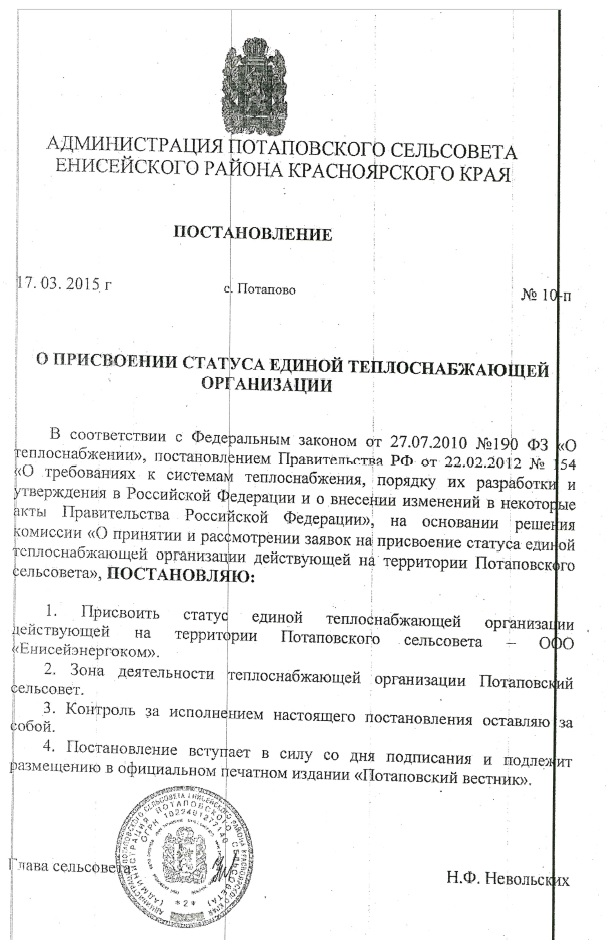 АДМИНИСТРАЦИЯ ПОТАПОВСКОГО СЕЛЬСОВЕТА
ЕНИСЕЙСКОГО РАЙОНА КРАСНОЯРСКОГО КРАЯ
ПОСТАНОВЛЕНИЕ
17. 03. 2015 г с. Потапово № 10-п
О ПРИСВОЕНИИ СТАТУСА ЕДИНОЙ ТЕПЛОСНАБЖАЮЩЕЙ
ОРГАНИЗАЦИИ
В соответствии с Федеральным законом от 27.07.2010 №190 ФЗ «О
теплоснабжении», постановлением Правительства РФ от 22.02.2012 № 154
«О требованиях к системам теплоснабжения, порядку их разработки и
утверждения в Российской Федерации и о внесении изменений в некоторые
акты Правительства Российской Федерации», на основании решения
комиссии «О принятии и рассмотрении заявок на присвоение статуса единой
теплоснабжающей организации действующей на территории Потаповского
сельсовета», ПОСТАНОВЛЯЮ:
1. Присвоить статус единой теплоснабжающей организации
действующей на территории Потаповского сельсовета – ООО
«Енисейэнергоком».
2. Зона деятельности теплоснабжающей организации Потаповский
сельсовет.
3. Контроль за исполнением настоящего постановления оставляю за
собой.
4. Постановление вступает в силу со дня подписания и подлежит
размещению в официальном печатном издании «Потаповский вестник».
Глава сельсовета Н.Ф. Невольских